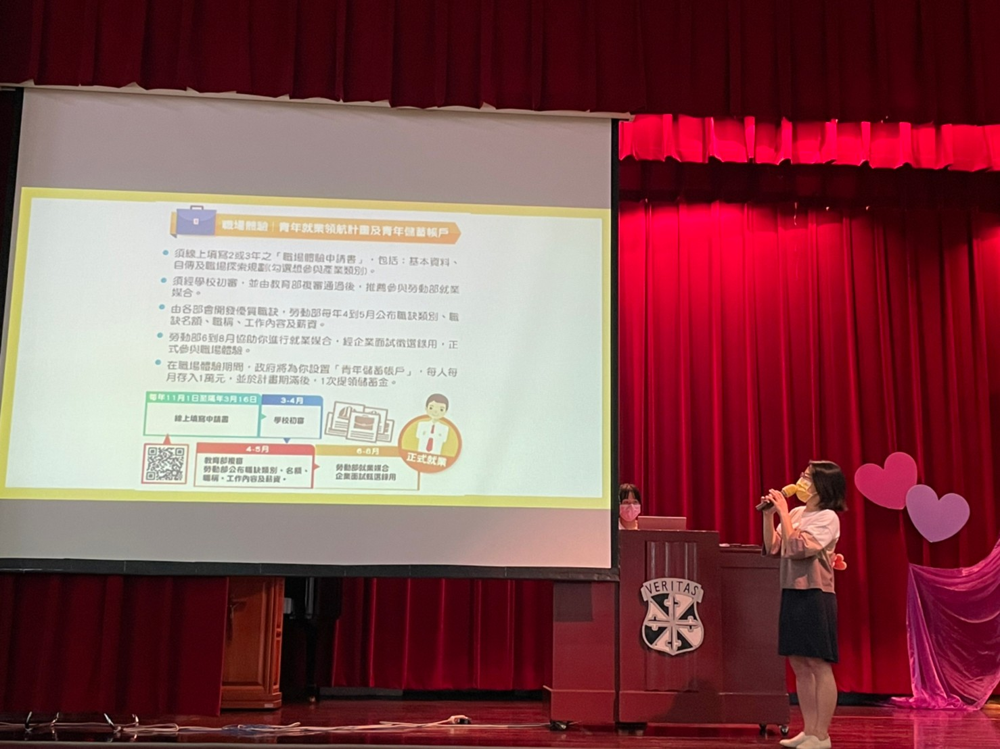 職場體驗｜青年就業領航計畫及青年儲蓄帳戶
須線上填寫2或3年之「職場體驗申請書」，包括：基本資料、
自傳及職場探索規劃(勾選想參與產業類別)。
須經學校初審，並由教育部複審通過後，推薦參與勞動部就業
媒合。
由各部會開發優質職缺，勞動部每年4到5月公布職缺類別、職
缺名額、職稱、工作內容及薪資。
勞動部6到8月協助你進行就業媒合，經企業面試徵選錄用，正
式參與職場體驗。
在職場體驗期間，政府將為你設置「青年儲蓄帳戶」，每人每
月存入1萬元，並於計畫期滿後，1次提領儲蓄金。
每年11月1日至隔年3月16日
線上填寫申請書
3-4月
學校初審
4-5月
教育部複審
勞動部公布職缺類別、名額、
職稱、工作內容及薪資。
6-8月
勞動部就業媒合
企業面試甄選錄用
正式就業
VERITAS